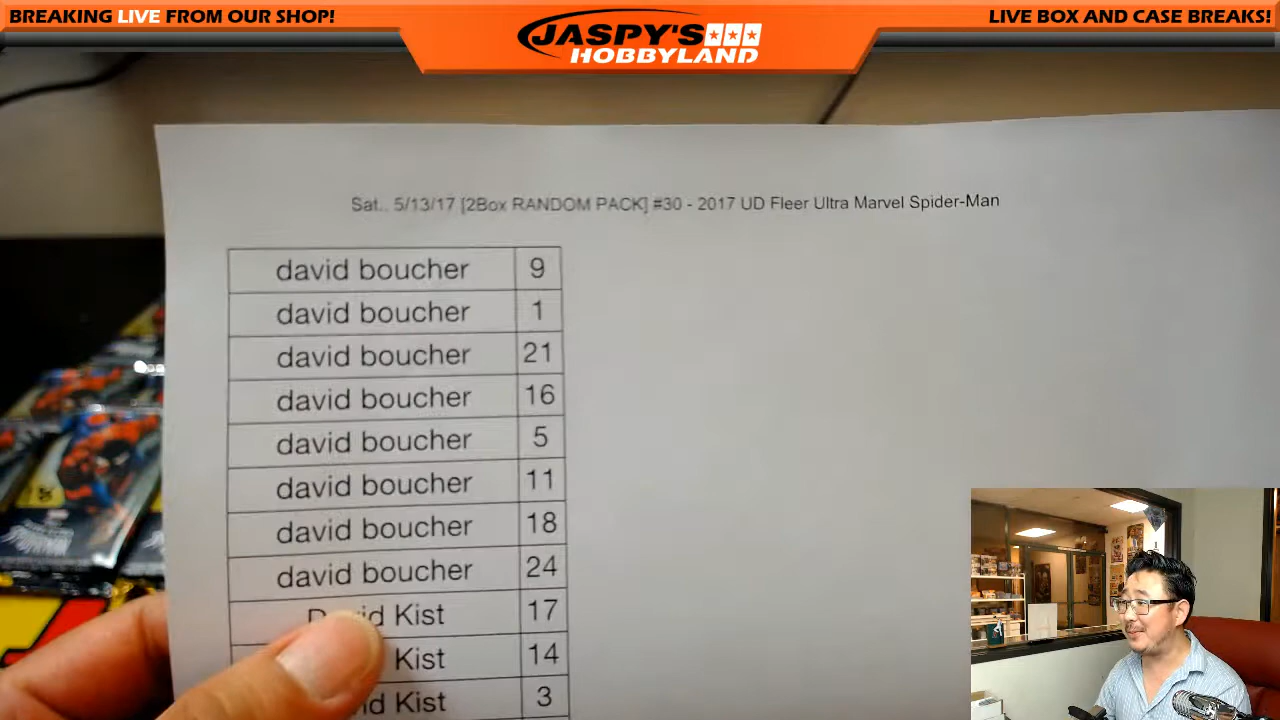 BREAKING LIVE FROM OUR SHOP!
JASPY'S
HOBBYLAND
LIVE BOX AND CASE BREAKS!
Sat., 5/13/17 [2Box RANDOM PACK] #30 - 2017 UD Fleer Ultra Marvel Spider-Man
david boucher 9
david boucher 1
david boucher 21
david boucher 16
david boucher 5
david boucher 11
david boucher 18
david boucher 24
David Kist 17
Kist 14
Kist 3